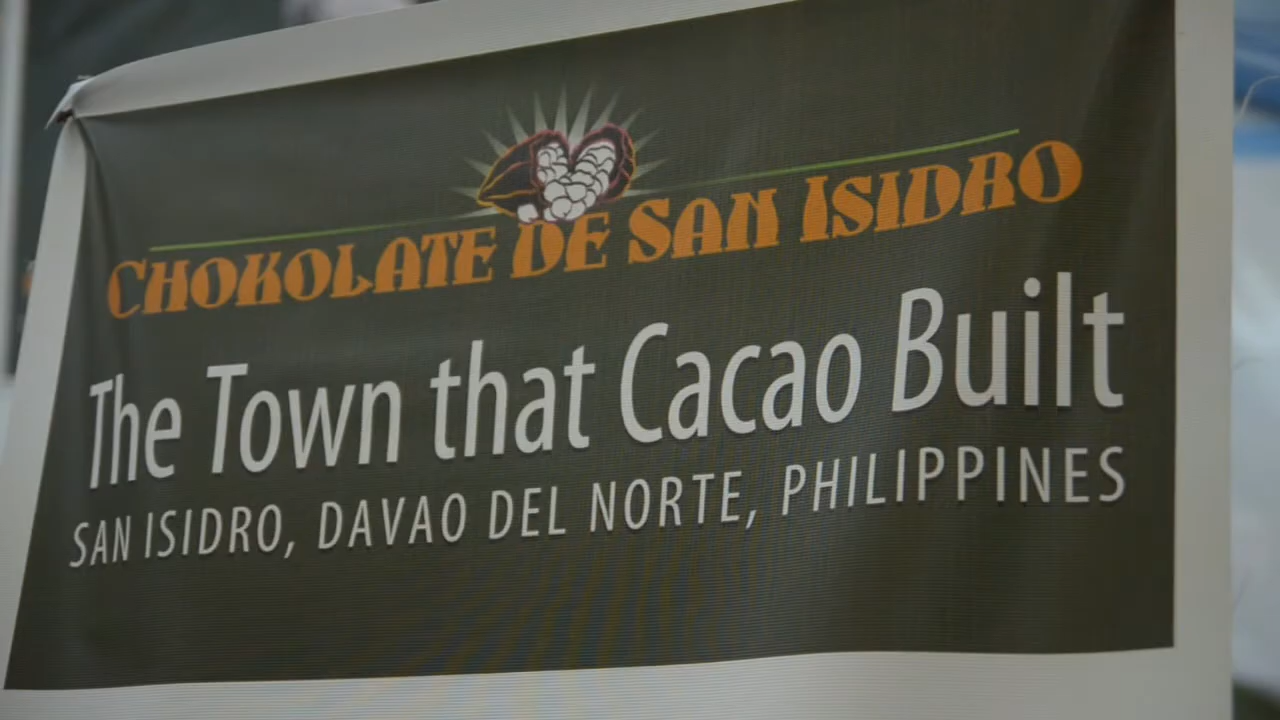 CHOKOLATE DE SAN ISIDRO
The Town that Cacao Built
SAN ISIDRO, DAVAO DEL NORTE, PHILIPPINES